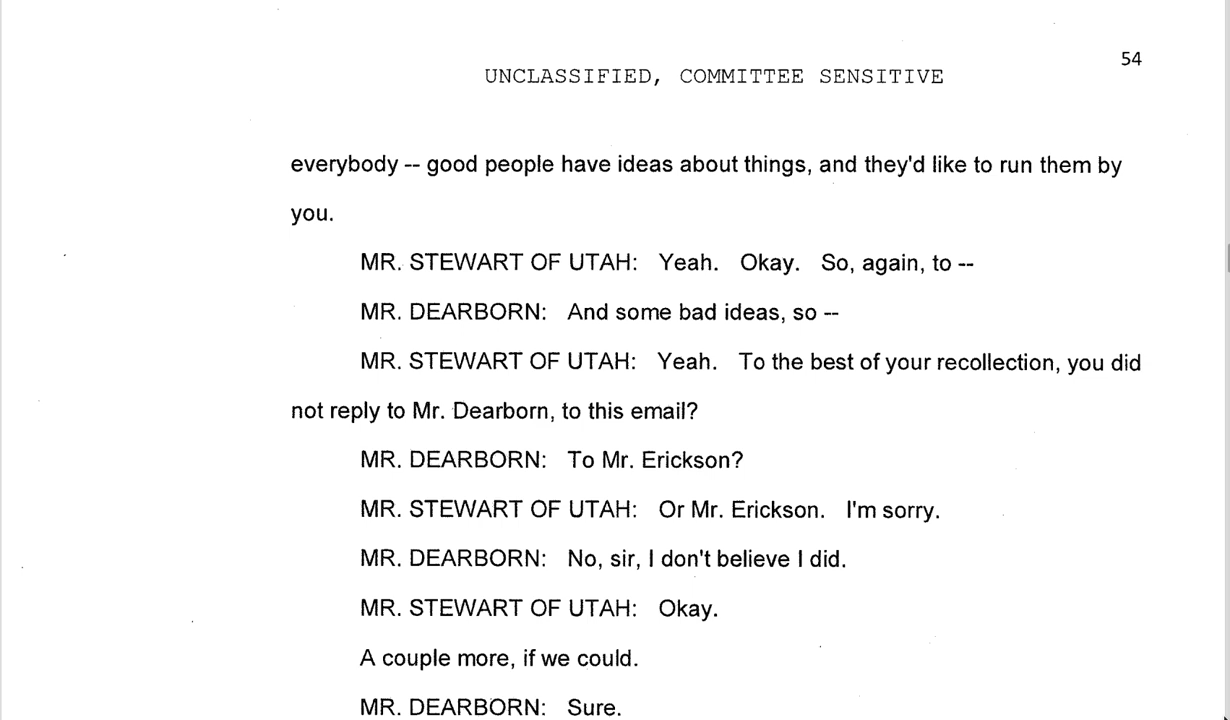 54
UNCLASSIFIED, COMMITTEE SENSITIVE
everybody -- good people have ideas about things, and they'd like to run them by
you.
MR. STEWART OF UTAH: Yeah. Okay. So, again, to --
MR. DEARBORN: And some bad ideas, so --
MR. STEWART OF UTAH: Yeah. To the best of your recollection, you did
not reply to Mr. Dearborn, to this email?
MR. DEARBORN: To Mr. Erickson?
MR. STEWART OF UTAH: Or Mr. Erickson. I'm sorry.
MR. DEARBORN: No, sir, I don't believe I did.
MR. STEWART OF UTAH: Okay.
A couple more, if we could.
MR. DEARBORN: Sure.